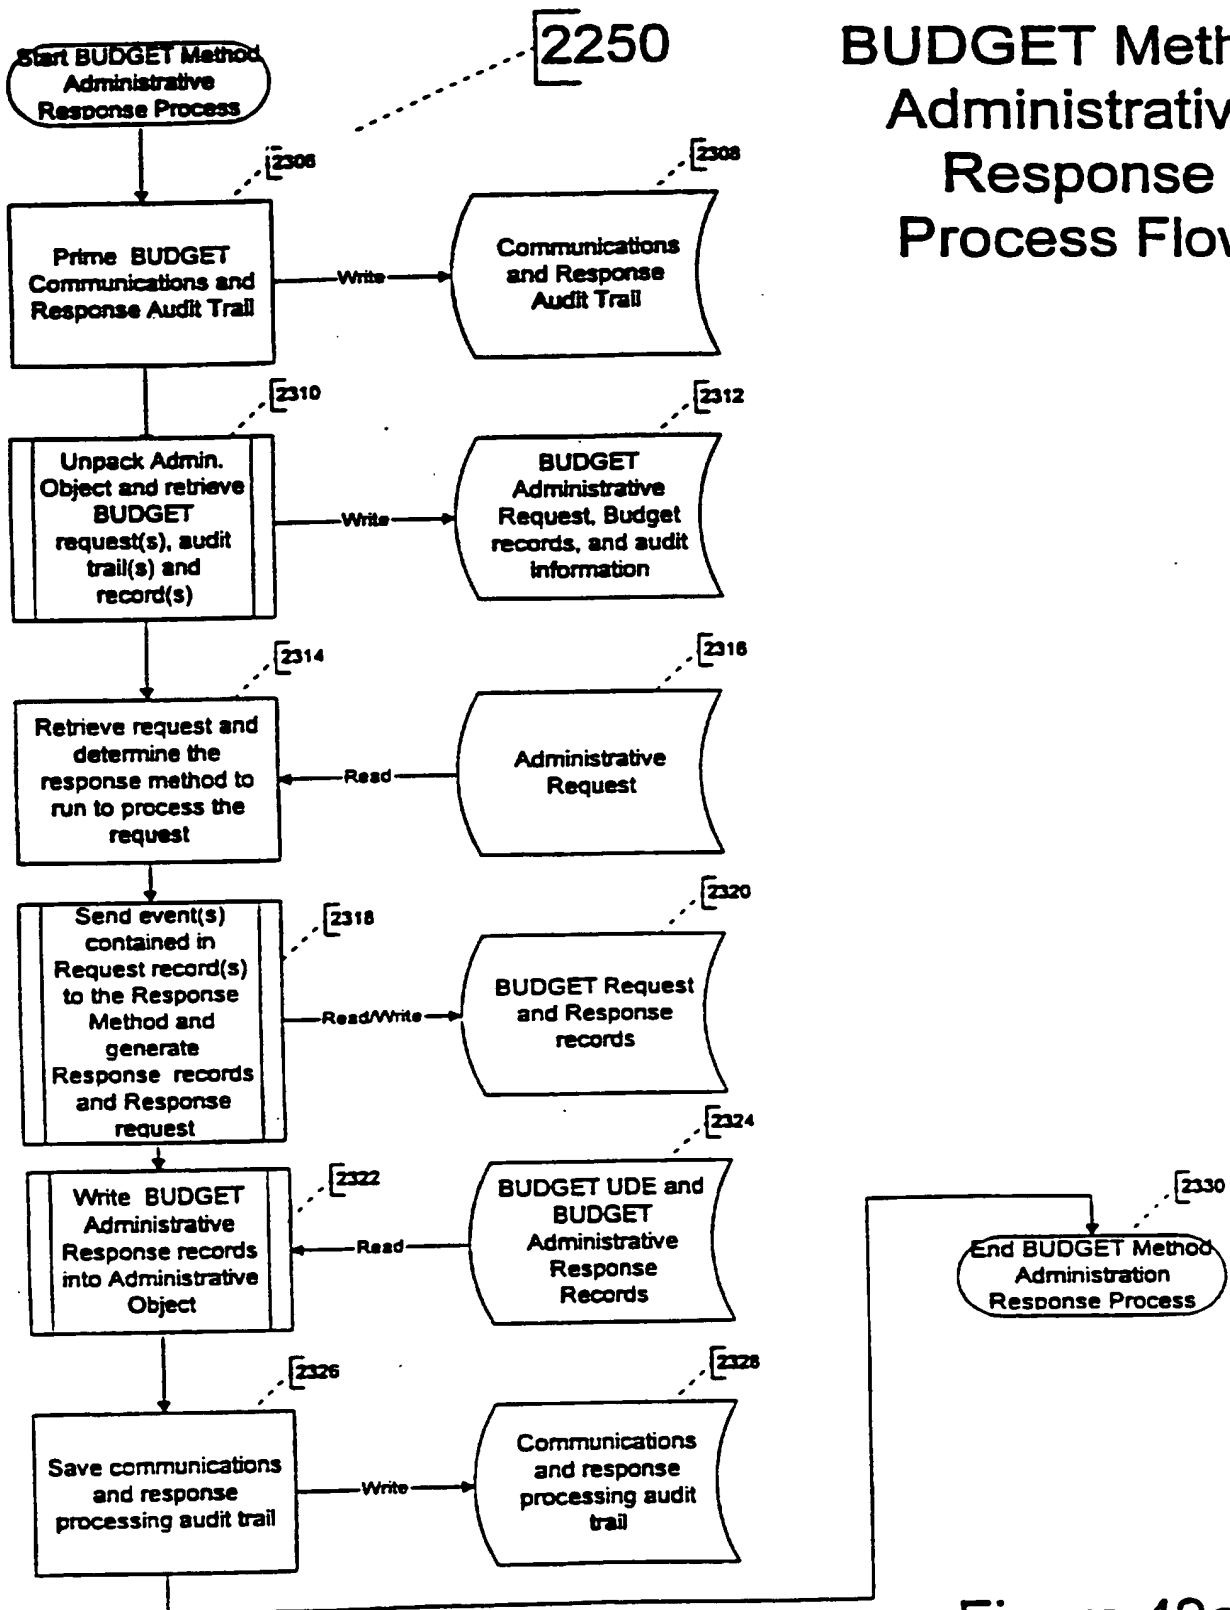 Start BUDGET Method
Administrative
Response Process
2250
BUDGET Meth
Administrativ
Response
Process Flow
2306
2308
Prime BUDGET
Communications and
Response Audit Trail
Write
Communications
and Response
Audit Trail
2310
2312
Unpack Admin.
Object and retrieve
BUDGET
request(s), audit
trail(s) and
record(s)
Write
BUDGET
Administrative
Request, Budget
records, and audit
information
2314
2316
Retrieve request and
determine the
response method to
run to process the
request
Read
Administrative
Request
2318
2320
Send event(s)
contained in
Request record(s)
to the Response
Method and
generate
Response records
and Response
request
Read/Write
BUDGET Request
and Response
records
2322
2324
Write BUDGET
Administrative
Response records
into Administrative
Object
Read
BUDGET UDE and
BUDGET
Administrative
Response
Records
2330
End BUDGET Method
Administration
Response Process
2326
2328
Save communications
and response
processing audit trail
Write
Communications
and response
processing audit
trail